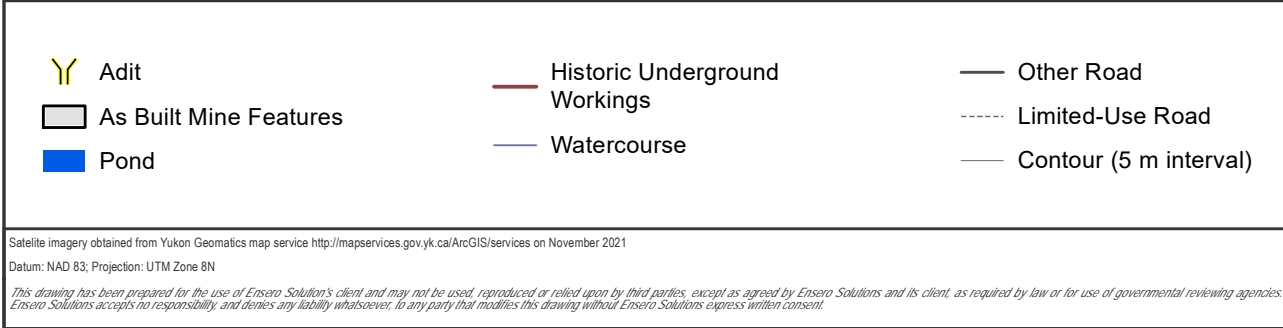 Adit
As Built Mine Features
Pond
Historic Underground
Workings
Watercourse
Other Road
Limited-Use Road
Contour (5 m interval)
Satelite imagery obtained from Yukon Geomatics map service http://mapservices.gov.yk.ca/ArcGIS/services on November 2021
Datum: NAD 83; Projection: UTM Zone 8N
This drawing has been prepared for the use of Ensero Solution's client and may not be used, reproduced or relied upon by third parties, except as agreed by Ensero Solutions and its client, as required by law or for use of governmental reviewing agencies.
Ensero Solutions accepts no responsibility, and denies any liability whatsoever, to any party that modifies this drawing without Ensero Solutions express written consent.